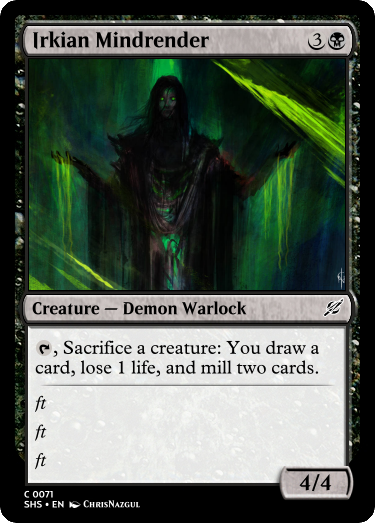 Irkian Mindrender 3
Creature — Demon Warlock
, Sacrifice a creature: You draw a
card, lose 1 life, and mill two cards.
ft
ft
ft
4/4
C 0071
SHS • EN ChrisNazgul